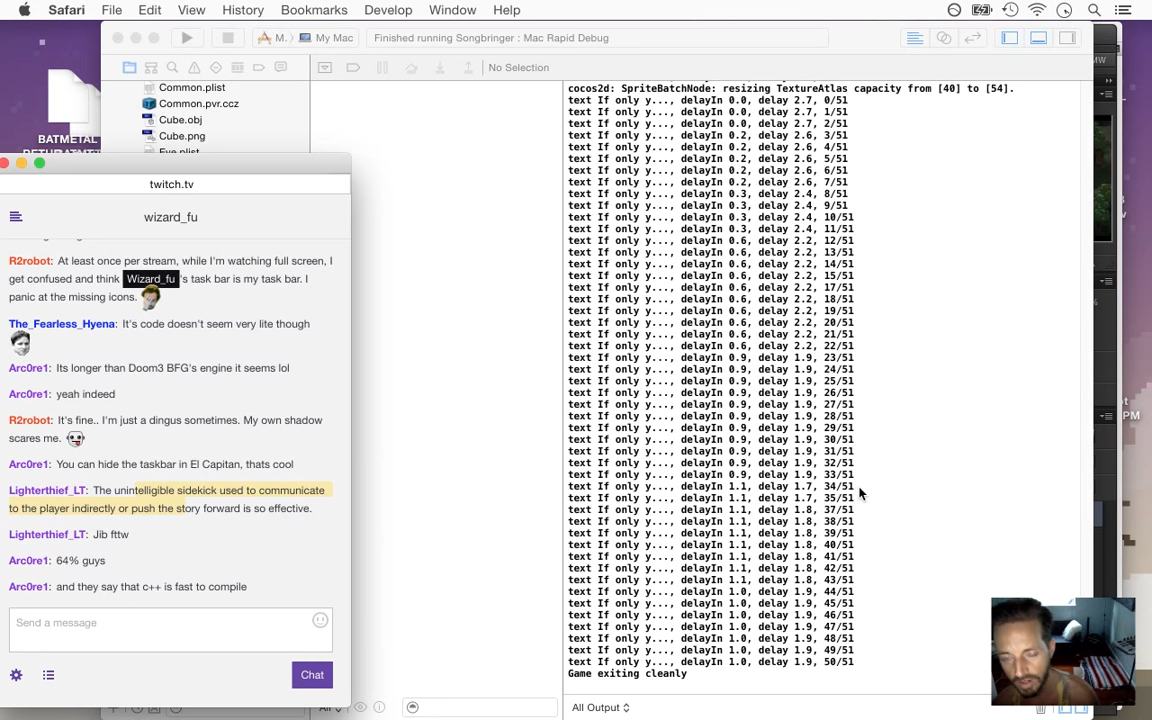 Safari File Edit View History Bookmarks Develop Window Help
M. My Mac Finished running Songbringer : Mac Rapid Debug
No Selection
Common.plist
Common.pvr.ccz
Cube.obj
Cube.png
Eye.plist
BATMETAL
twitch.tv
wizard_fu
R2robot: At least once per stream, while I'm watching full screen, I
get confused and think Wizard_fu 's task bar is my task bar. I
panic at the missing icons.
The_Fearless_Hyena: It's code doesn't seem very lite though
Arc0re1: Its longer than Doom3 BFG's engine it seems lol
Arc0re1: yeah indeed
R2robot: It's fine.. I'm just a dingus sometimes. My own shadow
scares me.
Arc0re1: You can hide the taskbar in El Capitan, thats cool
Lighterthief_LT: The unintelligible sidekick used to communicate
to the player indirectly or push the story forward is so effective.
Lighterthief_LT: Jib fttw
Arc0re1: 64% guys
Arc0re1: and they say that c++ is fast to compile
Send a message
Chat
cocos2d: SpriteBatchNode: resizing TextureAtlas capacity from [40] to [54].
text If only y..., delayIn 0.0, delay 2.7, 0/51
text If only y..., delayIn 0.0, delay 2.7, 1/51
text If only y..., delayIn 0.0, delay 2.7, 2/51
text If only y..., delayIn 0.2, delay 2.6, 3/51
text If only y..., delayIn 0.2, delay 2.6, 4/51
text If only y..., delayIn 0.2, delay 2.6, 5/51
text If only y..., delayIn 0.2, delay 2.6, 6/51
text If only y..., delayIn 0.2, delay 2.6, 7/51
text If only y..., delayIn 0.3, delay 2.4, 8/51
text If only y..., delayIn 0.3, delay 2.4, 9/51
text If only y..., delayIn 0.3, delay 2.4, 10/51
text If only y..., delayIn 0.3, delay 2.4, 11/51
text If only y..., delayIn 0.6, delay 2.2, 12/51
text If only y..., delayIn 0.6, delay 2.2, 13/51
text If only y..., delayIn 0.6, delay 2.2, 14/51
text If only y..., delayIn 0.6, delay 2.2, 15/51
text If only y..., delayIn 0.6, delay 2.2, 17/51
text If only y..., delayIn 0.6, delay 2.2, 18/51
text If only y..., delayIn 0.6, delay 2.2, 19/51
text If only y..., delayIn 0.6, delay 2.2, 20/51
text If only y..., delayIn 0.6, delay 2.2, 21/51
text If only y..., delayIn 0.6, delay 2.2, 22/51
text If only y..., delayIn 0.9, delay 1.9, 23/51
text If only y..., delayIn 0.9, delay 1.9, 24/51
text If only y..., delayIn 0.9, delay 1.9, 25/51
text If only y..., delayIn 0.9, delay 1.9, 26/51
text If only y..., delayIn 0.9, delay 1.9, 27/51
text If only y..., delayIn 0.9, delay 1.9, 28/51
text If only y..., delayIn 0.9, delay 1.9, 29/51
text If only y..., delayIn 0.9, delay 1.9, 30/51
text If only y..., delayIn 0.9, delay 1.9, 31/51
text If only y..., delayIn 0.9, delay 1.9, 32/51
text If only y..., delayIn 0.9, delay 1.9, 33/51
text If only y..., delayIn 1.1, delay 1.7, 34/51
text If only y..., delayIn 1.1, delay 1.7, 35/51
text If only y..., delayIn 1.1, delay 1.8, 37/51
text If only y..., delayIn 1.1, delay 1.8, 38/51
text If only y..., delayIn 1.1, delay 1.8, 39/51
text If only y..., delayIn 1.1, delay 1.8, 40/51
text If only y..., delayIn 1.1, delay 1.8, 41/51
text If only y..., delayIn 1.1, delay 1.8, 42/51
text If only y..., delayIn 1.1, delay 1.8, 43/51
text If only y..., delayIn 1.0, delay 1.9, 44/51
text If only y..., delayIn 1.0, delay 1.9, 45/51
text If only y..., delayIn 1.0, delay 1.9, 46/51
text If only y..., delayIn 1.0, delay 1.9, 47/51
text If only y..., delayIn 1.0, delay 1.9, 48/51
text If only y..., delayIn 1.0, delay 1.9, 49/51
text If only y..., delayIn 1.0, delay 1.9, 50/51
Game exiting cleanly
All Output